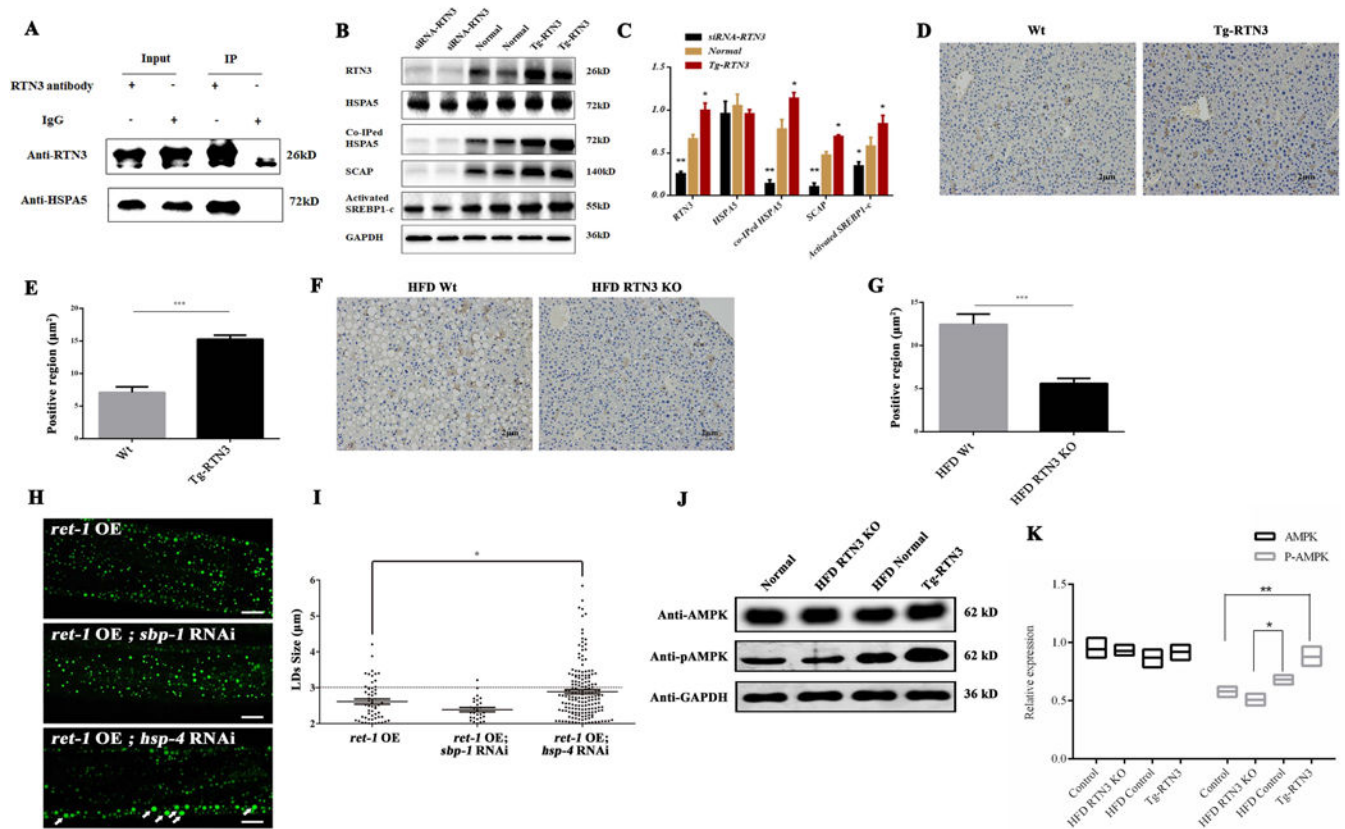 A
Input IP
RTN3 antibody + - + -
IgG - + - +
Anti-RTN3 26kD
Anti-HSPA5 72kD
B
siRNA-RTN3 siRNA-RTN3 Normal Normal Tg-RTN3 Tg-RTN3
RTN3 26kD
HSPA5 72kD
Co-IPed
HSPA5 72kD
SCAP 140kD
Activated
SREBP1-c 55kD
GAPDH 36kD
C
siRNA-RTN3
Normal
Tg-RTN3
1.5
1.0
0.5
0.0
** * ** * ** * * *
RTN3 HSPA5 co-IPed HSPA5 SCAP Activated SREBP1-c
D
Wt Tg-RTN3
2μm 2μm
E
Positive region (μm²)
20
15
10
5
0
***
Wt Tg-RTN3
F
HFD Wt HFD RTN3 KO
2μm 2μm
G
Positive region (μm²)
15
10
5
0
***
HFD Wt HFD RTN3 KO
H
ret-1 OE
ret-1 OE ; sbp-1 RNAi
ret-1 OE ; hsp-4 RNAi
I
LDs Size (μm)
6
5
4
3
2
*
ret-1 OE ret-1 OE; ret-1 OE;
sbp-1 RNAi hsp-4 RNAi
J
Normal HFD RTN3 KO HFD Normal Tg-RTN3
Anti-AMPK 62 kD
Anti-pAMPK 62 kD
Anti-GAPDH 36 kD
K
AMPK
P-AMPK
Relative expression
1.5
1.0
0.5
0.0
**
*
Control HFD RTN3 KO HFD Control Tg-RTN3 Control HFD RTN3 KO HFD Control Tg-RTN3